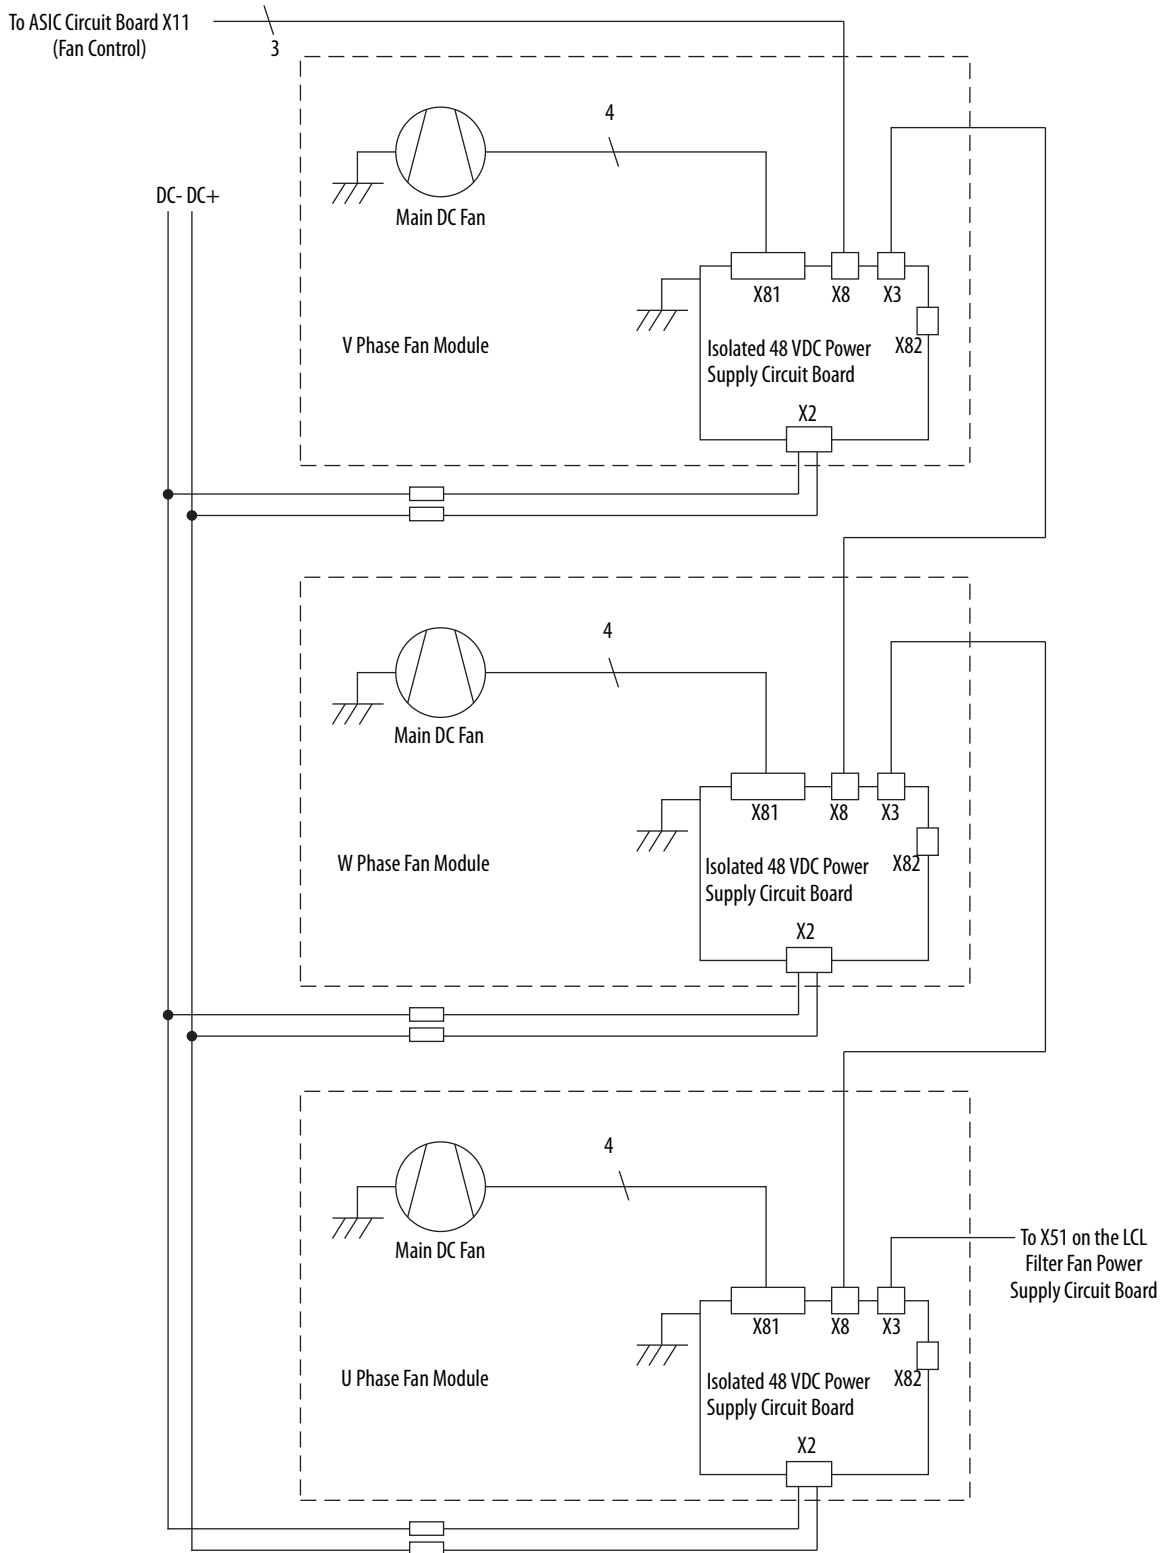 To ASIC Circuit Board X11
(Fan Control)
3
4
Main DC Fan
DC- DC+
X81
X8
X3
V Phase Fan Module
Isolated 48 VDC Power
Supply Circuit Board
X82
X2
4
Main DC Fan
X81
X8
X3
W Phase Fan Module
Isolated 48 VDC Power
Supply Circuit Board
X82
X2
4
Main DC Fan
To X51 on the LCL
Filter Fan Power
Supply Circuit Board
X81
X8
X3
U Phase Fan Module
Isolated 48 VDC Power
Supply Circuit Board
X82
X2